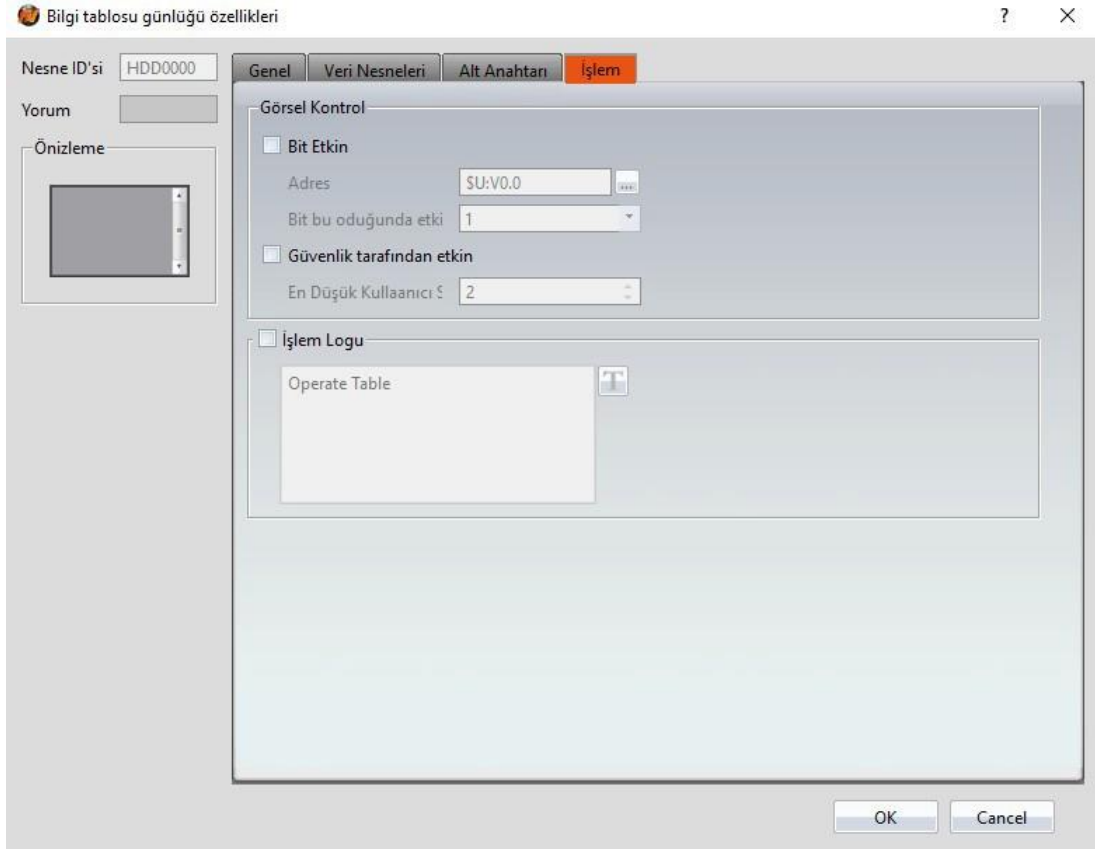 Bilgi tablosu günlüğü özellikleri
?
Nesne ID'si HDD0000
Yorum
Önizleme
Genel Veri Nesneleri Alt Anahtarı İşlem
Görsel Kontrol
Bit Etkin
Adres $U:V0.0 ...
Bit bu oduğunda etki 1
Güvenlik tarafından etkin
En Düşük Kullaanıcı S 2
İşlem Logu
Operate Table T
OK Cancel